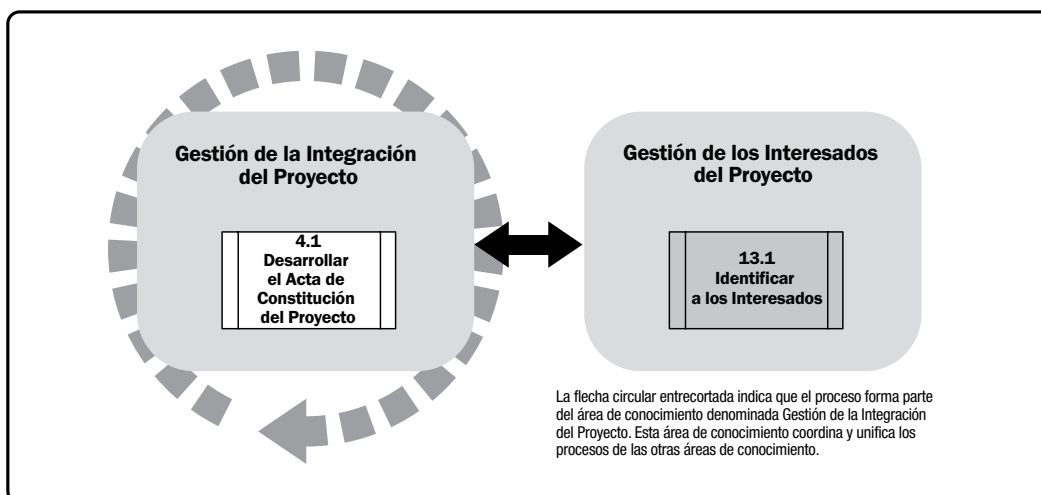 Gestión de la Integración
del Proyecto
4.1
Desarrollar
el Acta de
Constitución
del Proyecto
Gestión de los Interesados
del Proyecto
13.1
Identificar
a los Interesados
La flecha circular entrecortada indica que el proceso forma parte
del área de conocimiento denominada Gestión de la Integración
del Proyecto. Esta área de conocimiento coordina y unifica los
procesos de las otras áreas de conocimiento.